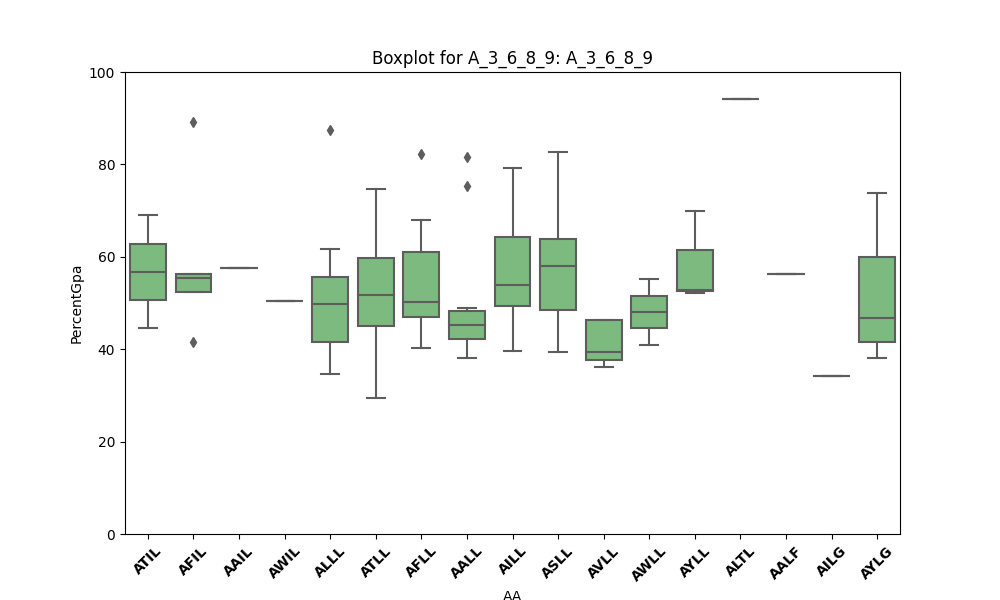 Boxplot for A_3_6_8_9: A_3_6_8_9
100
80
60
40
20
0
PercentGpa
ATIL AFIL AAIL AWIL ALLL ATLL AFLL AALL AILL ASLL AVLL AWLL AYLL ALTL AALF AILG AYLG
AA